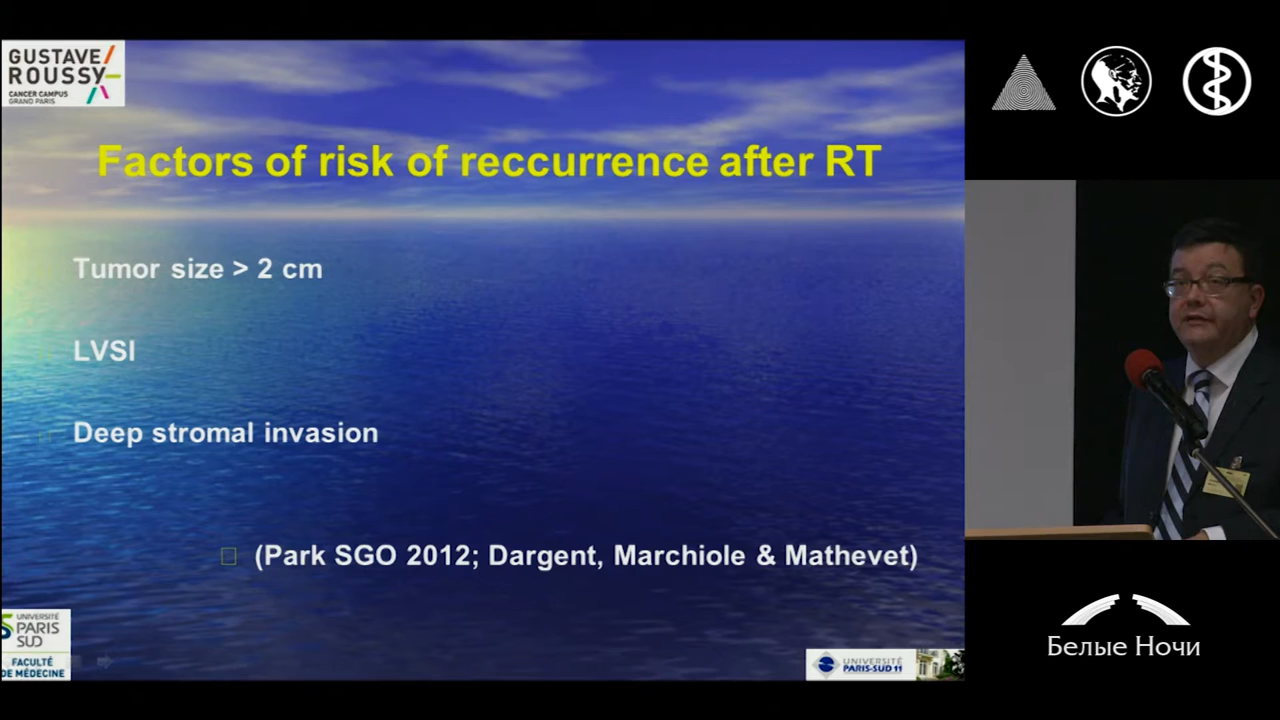 GUSTAVE/
ROUSSY
CANCER CAMPUS
GRAND PARIS
Factors of risk of reccurrence after RT
Tumor size > 2 cm
LVSI
Deep stromal invasion
(Park SGO 2012; Dargent, Marchiole & Mathevet)
UNIVERSITÉ
PARIS
SUD
FACULTÉ
DE MÉDECINE
UNIVERSITÉ
PARIS-SUD 11
Белые Ночи